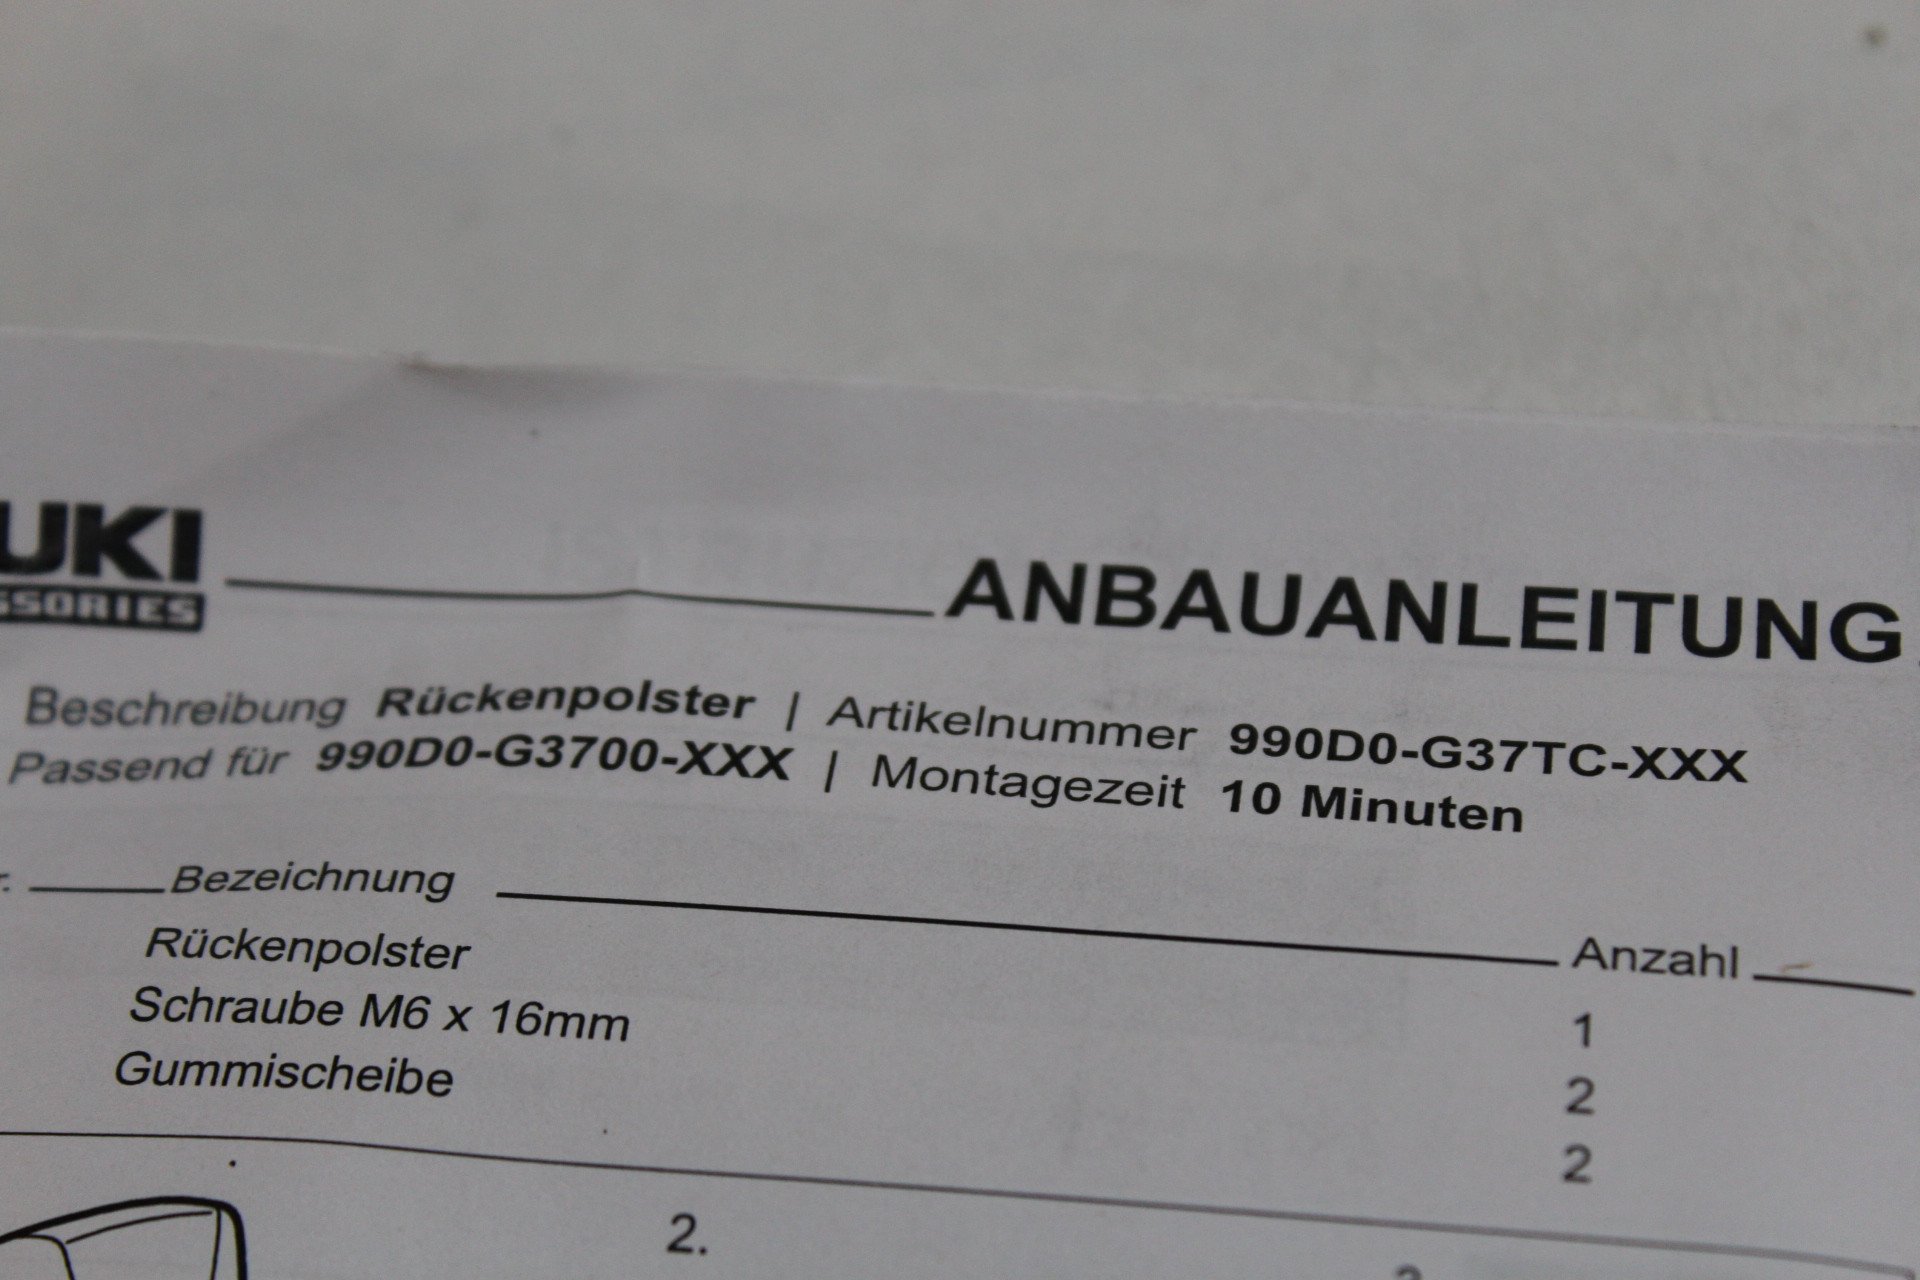 UKI
SSORIES
ANBAUANLEITUNG
Beschreibung Rückenpolster | Artikelnummer 990D0-G37TC-XXX
Passend für 990D0-G3700-XXX | Montagezeit 10 Minuten
r. Bezeichnung Anzahl
Rückenpolster 1
Schraube M6 x 16mm 2
Gummischeibe 2
2.